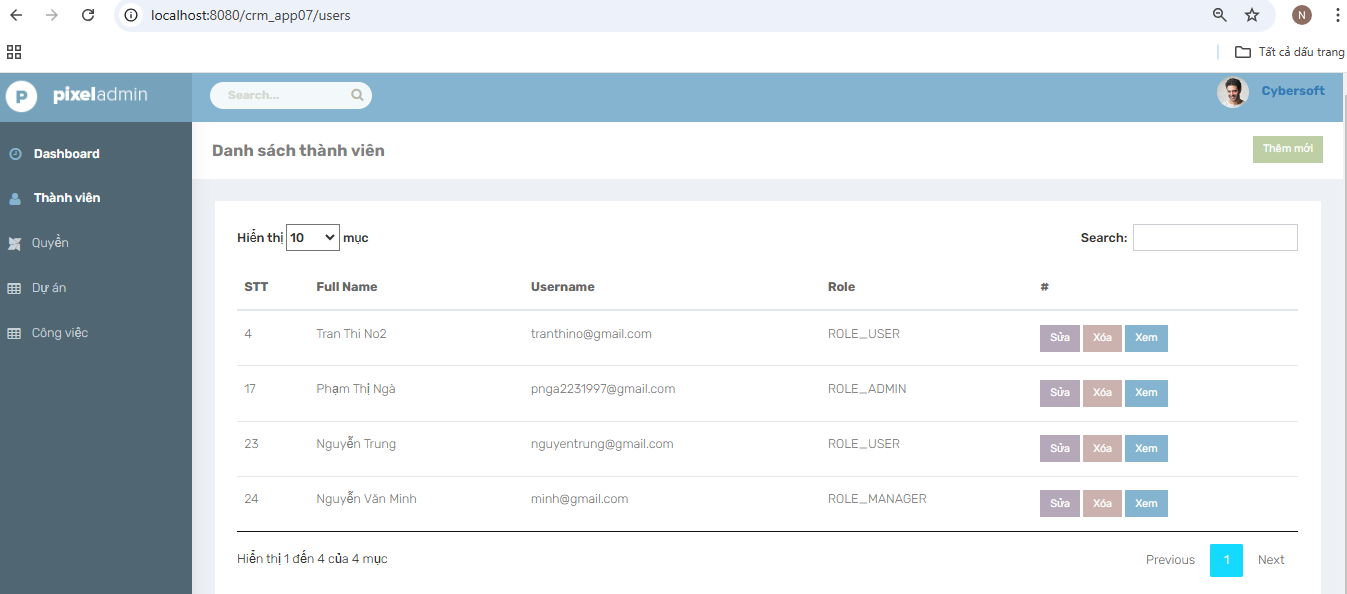 localhost:8080/crm_app07/users
N
Tất cả dấu trang
P pixeladmin
Search...
Cybersoft
Dashboard
Thành viên
Quyền
Dự án
Công việc
Danh sách thành viên
Thêm mới
Hiển thị 10 mục
Search:
STT Full Name Username Role #
4 Tran Thi No2 tranthino@gmail.com ROLE_USER Sửa Xóa Xem
17 Phạm Thị Ngà pnga2231997@gmail.com ROLE_ADMIN Sửa Xóa Xem
23 Nguyễn Trung nguyentrung@gmail.com ROLE_USER Sửa Xóa Xem
24 Nguyễn Văn Minh minh@gmail.com ROLE_MANAGER Sửa Xóa Xem
Hiển thị 1 đến 4 của 4 mục
Previous 1 Next